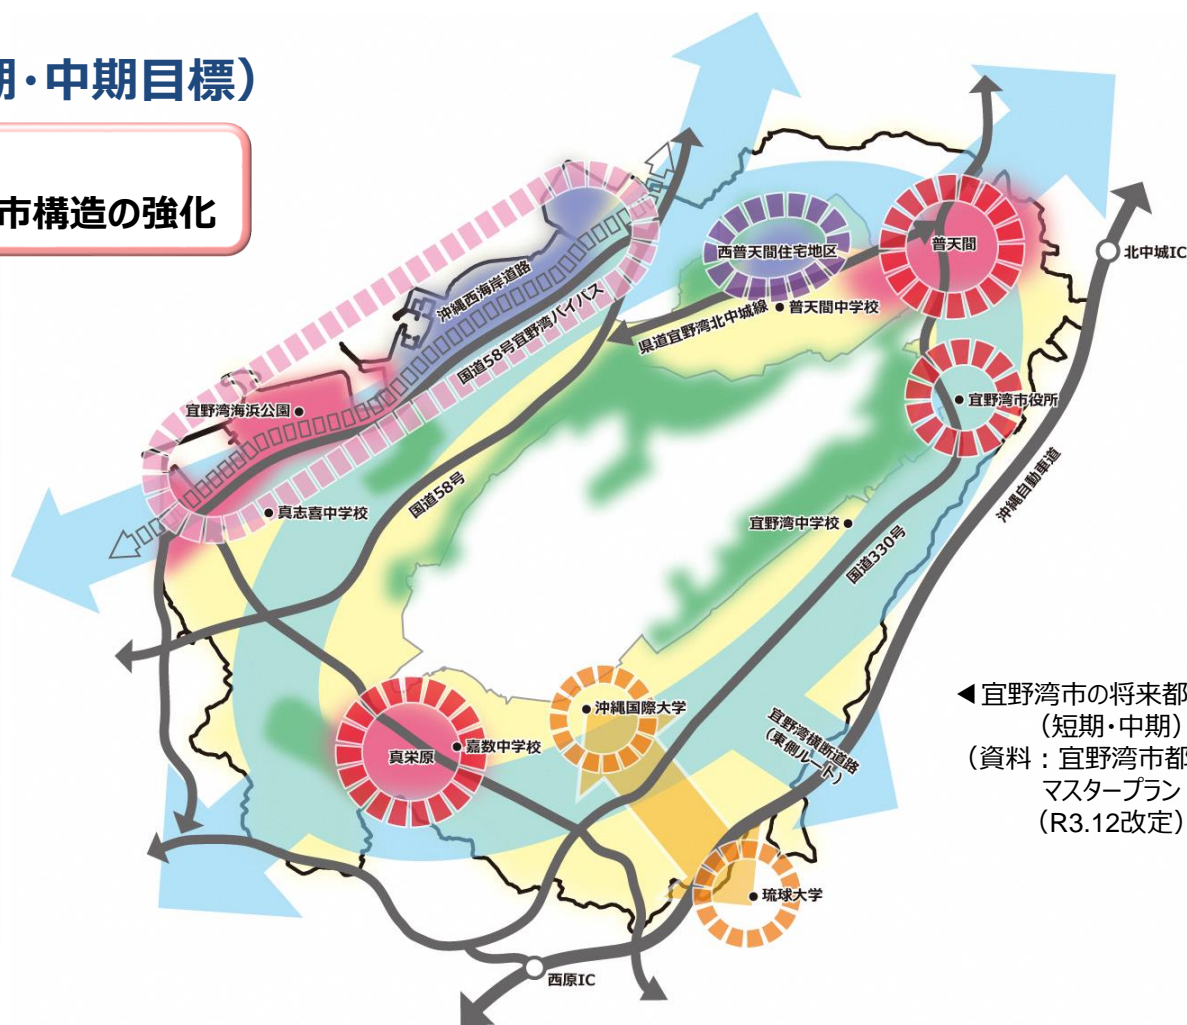 期・中期目標）
市構造の強化
北中城IC
普天間
西普天間住宅地区
普天間中学校
県道宜野湾北中城線
沖縄西海岸道路
国道58号宜野湾バイパス
宜野湾海浜公園
宜野湾市役所
沖縄自動車道
国道58号
真志喜中学校
宜野湾中学校
国道330号
沖縄国際大学
宜野湾横断道路
（東側ルート）
嘉数中学校
真栄原
琉球大学
西原IC
◀宜野湾市の将来都
（短期・中期）
（資料：宜野湾市都
マスタープラン
（R3.12改定）